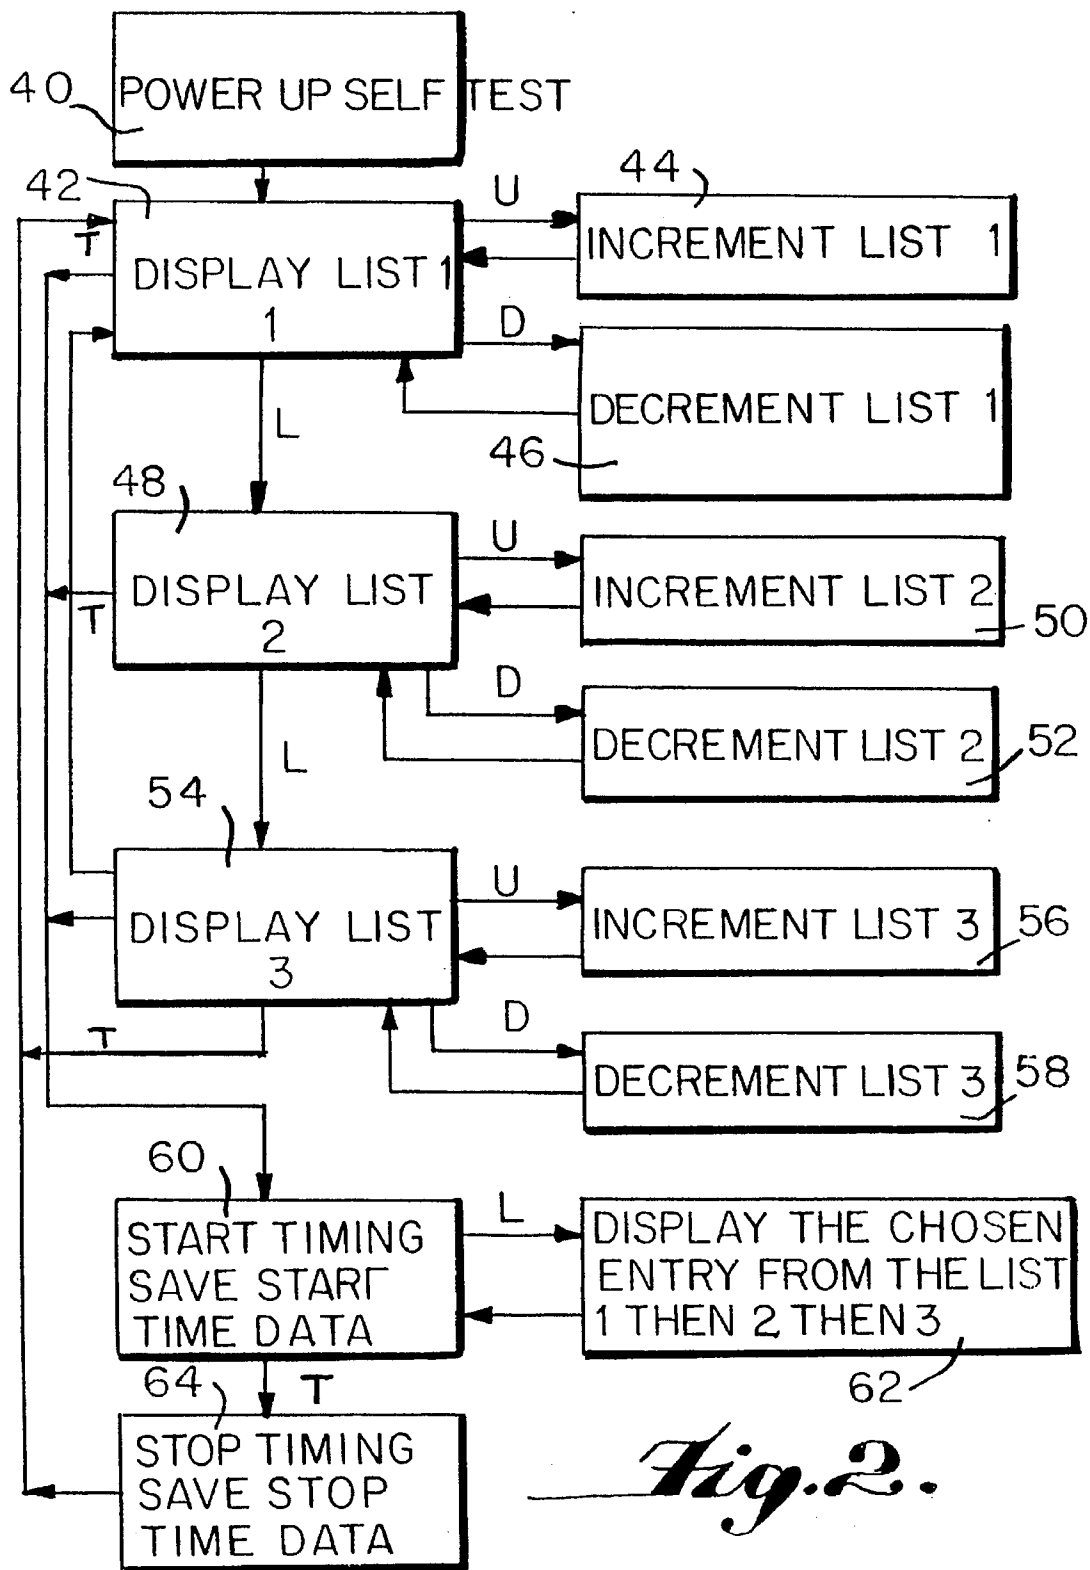 40
POWER UP SELF TEST
42
T
DISPLAY LIST 1
1
U
44
INCREMENT LIST 1
D
DECREMENT LIST 1
46
L
48
T
DISPLAY LIST
2
U
INCREMENT LIST 2
50
D
DECREMENT LIST 2
52
L
54
DISPLAY LIST
3
U
INCREMENT LIST 3
56
D
DECREMENT LIST 3
58
T
60
START TIMING
SAVE START
TIME DATA
L
DISPLAY THE CHOSEN
ENTRY FROM THE LIST
1 THEN 2, THEN 3
62
64
T
STOP TIMING
SAVE STOP
TIME DATA
Fig. 2.